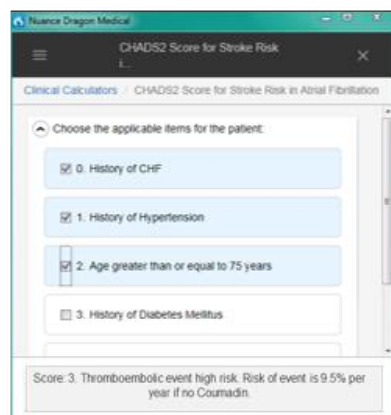 Nuance Dragon Medical
CHADS2 Score for Stroke Risk
i...
Clinical Calculators / CHADS2 Score for Stroke Risk in Atrial Fibrillation
Choose the applicable items for the patient:
0. History of CHF
1. History of Hypertension
2. Age greater than or equal to 75 years
3. History of Diabetes Mellitus
Score: 3. Thromboembolic event high risk. Risk of event is 9.5% per
year if no Coumadin.